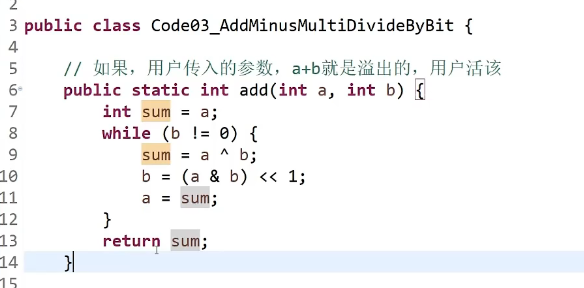 2
3 public class Code03_AddMinusMultiDivideByBit {
4
5 // 如果，用户传入的参数，a+b就是溢出的，用户活该
6 public static int add(int a, int b) {
7 int sum = a;
8 while (b != 0) {
9 sum = a ^ b;
10 b = (a & b) << 1;
11 a = sum;
12 }
13 return sum;
14 }
15